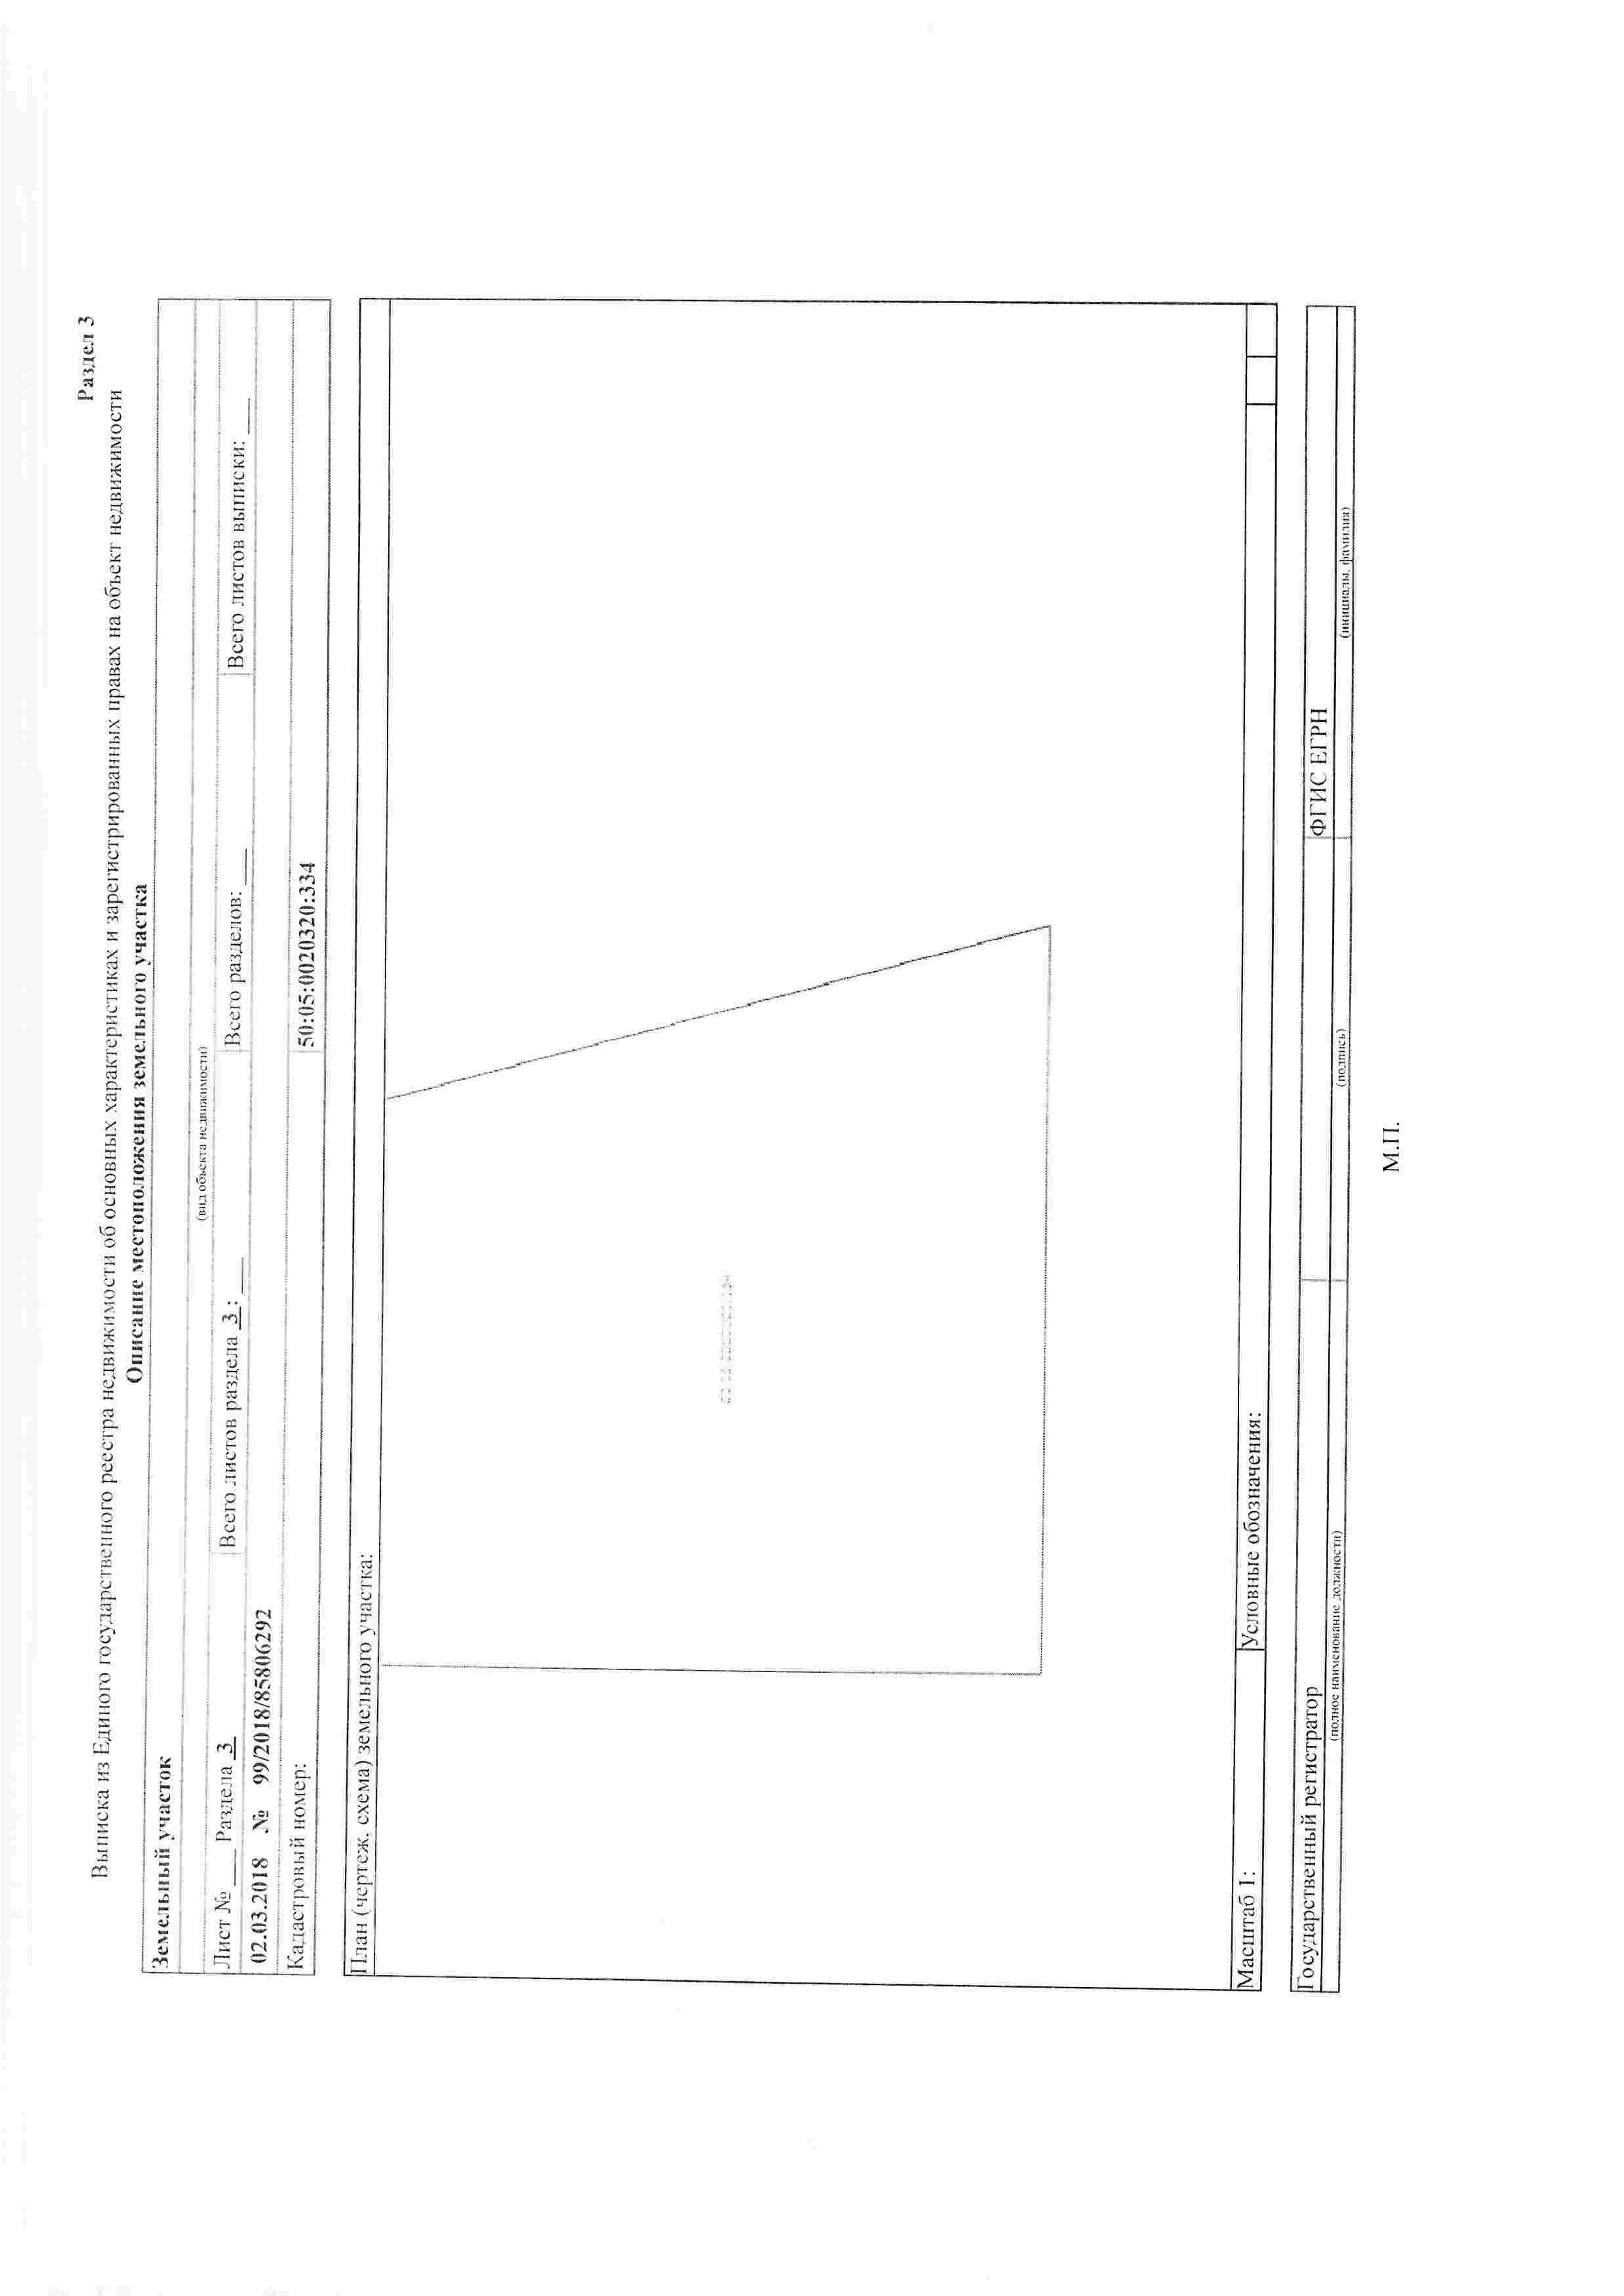 Раздел 3
Выписка из Единого государственного реестра недвижимости об основных характеристиках и зарегистрированных правах на объект недвижимости
Описание местоположения земельного участка
Земельный участок
(вид объекта недвижимости)
Лист № ___ Раздела 3 Всего листов раздела 3 : ___ Всего разделов: ___ Всего листов выписки: ___
02.03.2018 № 99/2018/85806292
Кадастровый номер: 50:05:0020320:334
План (чертеж, схема) земельного участка:
Масштаб 1: Условные обозначения:
Государственный регистратор ФГИС ЕГРН
(полное наименование должности) (подпись) (инициалы, фамилия)
М.П.